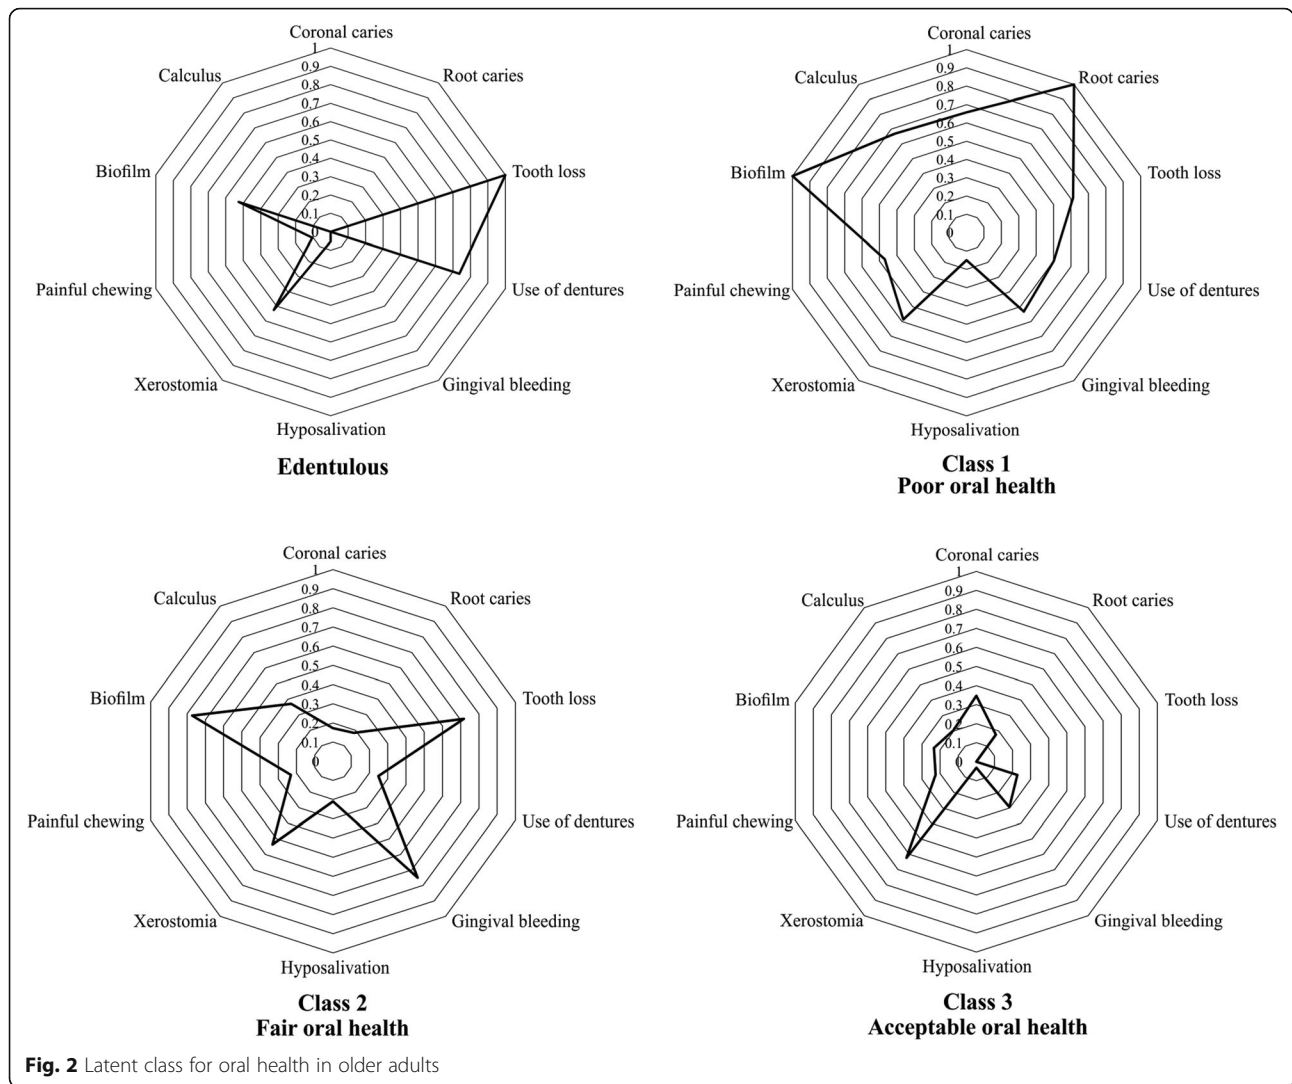 Coronal caries
1
Calculus
Root caries
0.9
0.8
0.7
0.6
0.5
0.4
Biofilm
Tooth loss
0.3
0.2
0.1
0
Painful chewing
Use of dentures
Xerostomia
Gingival bleeding
Hyposalivation
Edentulous
Coronal caries
1
Calculus
Root caries
0.9
0.8
0.7
0.6
0.5
0.4
Biofilm
Tooth loss
0.3
0.2
0.1
0
Painful chewing
Use of dentures
Xerostomia
Gingival bleeding
Hyposalivation
Class 1
Poor oral health
Coronal caries
1
Calculus
Root caries
0.9
0.8
0.7
0.6
0.5
0.4
Biofilm
Tooth loss
0.3
0.2
0.1
0
Painful chewing
Use of dentures
Xerostomia
Gingival bleeding
Hyposalivation
Class 2
Fair oral health
Coronal caries
1
Calculus
Root caries
0.9
0.8
0.7
0.6
0.5
0.4
Biofilm
Tooth loss
0.3
0.2
0.1
0
Painful chewing
Use of dentures
Xerostomia
Gingival bleeding
Hyposalivation
Class 3
Acceptable oral health
Fig. 2 Latent class for oral health in older adults